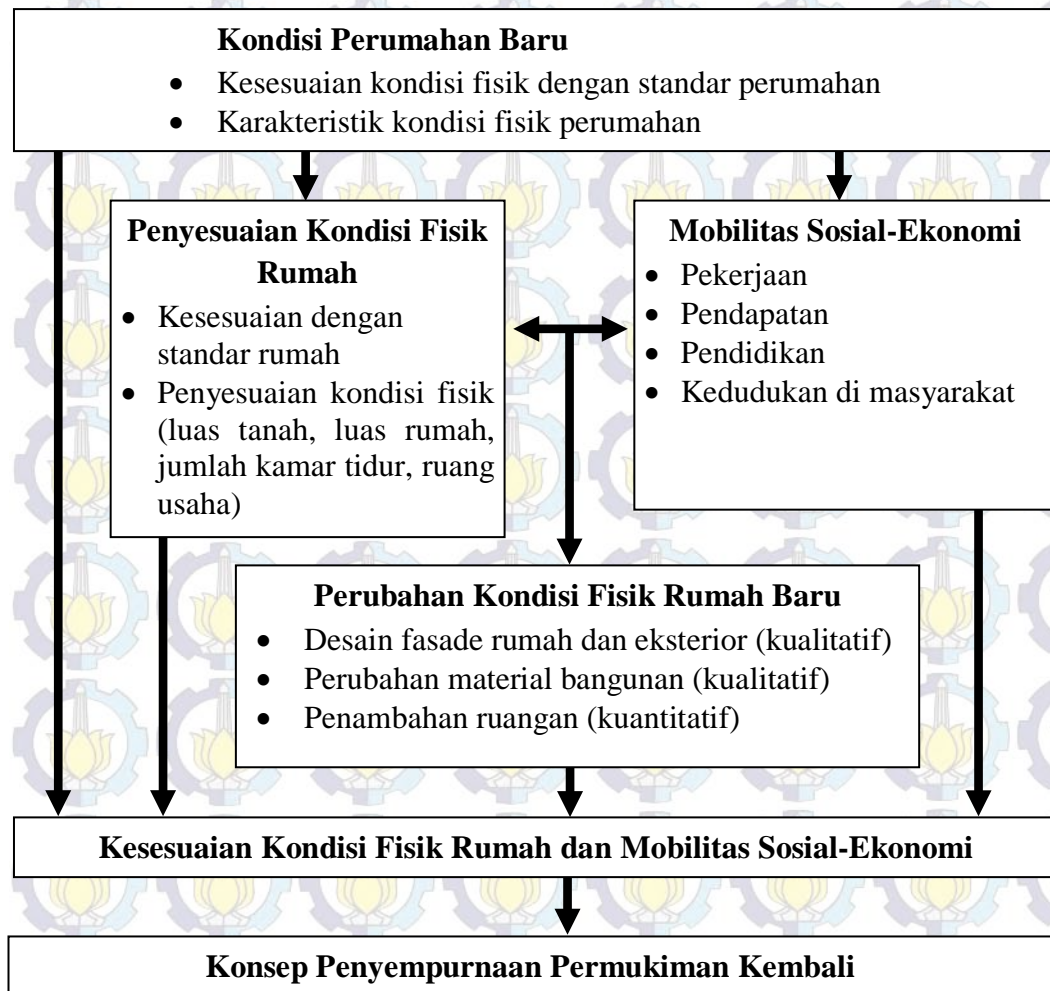 Kondisi Perumahan Baru
• Kesesuaian kondisi fisik dengan standar perumahan
• Karakteristik kondisi fisik perumahan
Penyesuaian Kondisi Fisik
Rumah
• Kesesuaian dengan
standar rumah
• Penyesuaian kondisi fisik
(luas tanah, luas rumah,
jumlah kamar tidur, ruang
usaha)
Mobilitas Sosial-Ekonomi
• Pekerjaan
• Pendapatan
• Pendidikan
• Kedudukan di masyarakat
Perubahan Kondisi Fisik Rumah Baru
• Desain fasade rumah dan eksterior (kualitatif)
• Perubahan material bangunan (kualitatif)
• Penambahan ruangan (kuantitatif)
Kesesuaian Kondisi Fisik Rumah dan Mobilitas Sosial-Ekonomi
Konsep Penyempurnaan Permukiman Kembali